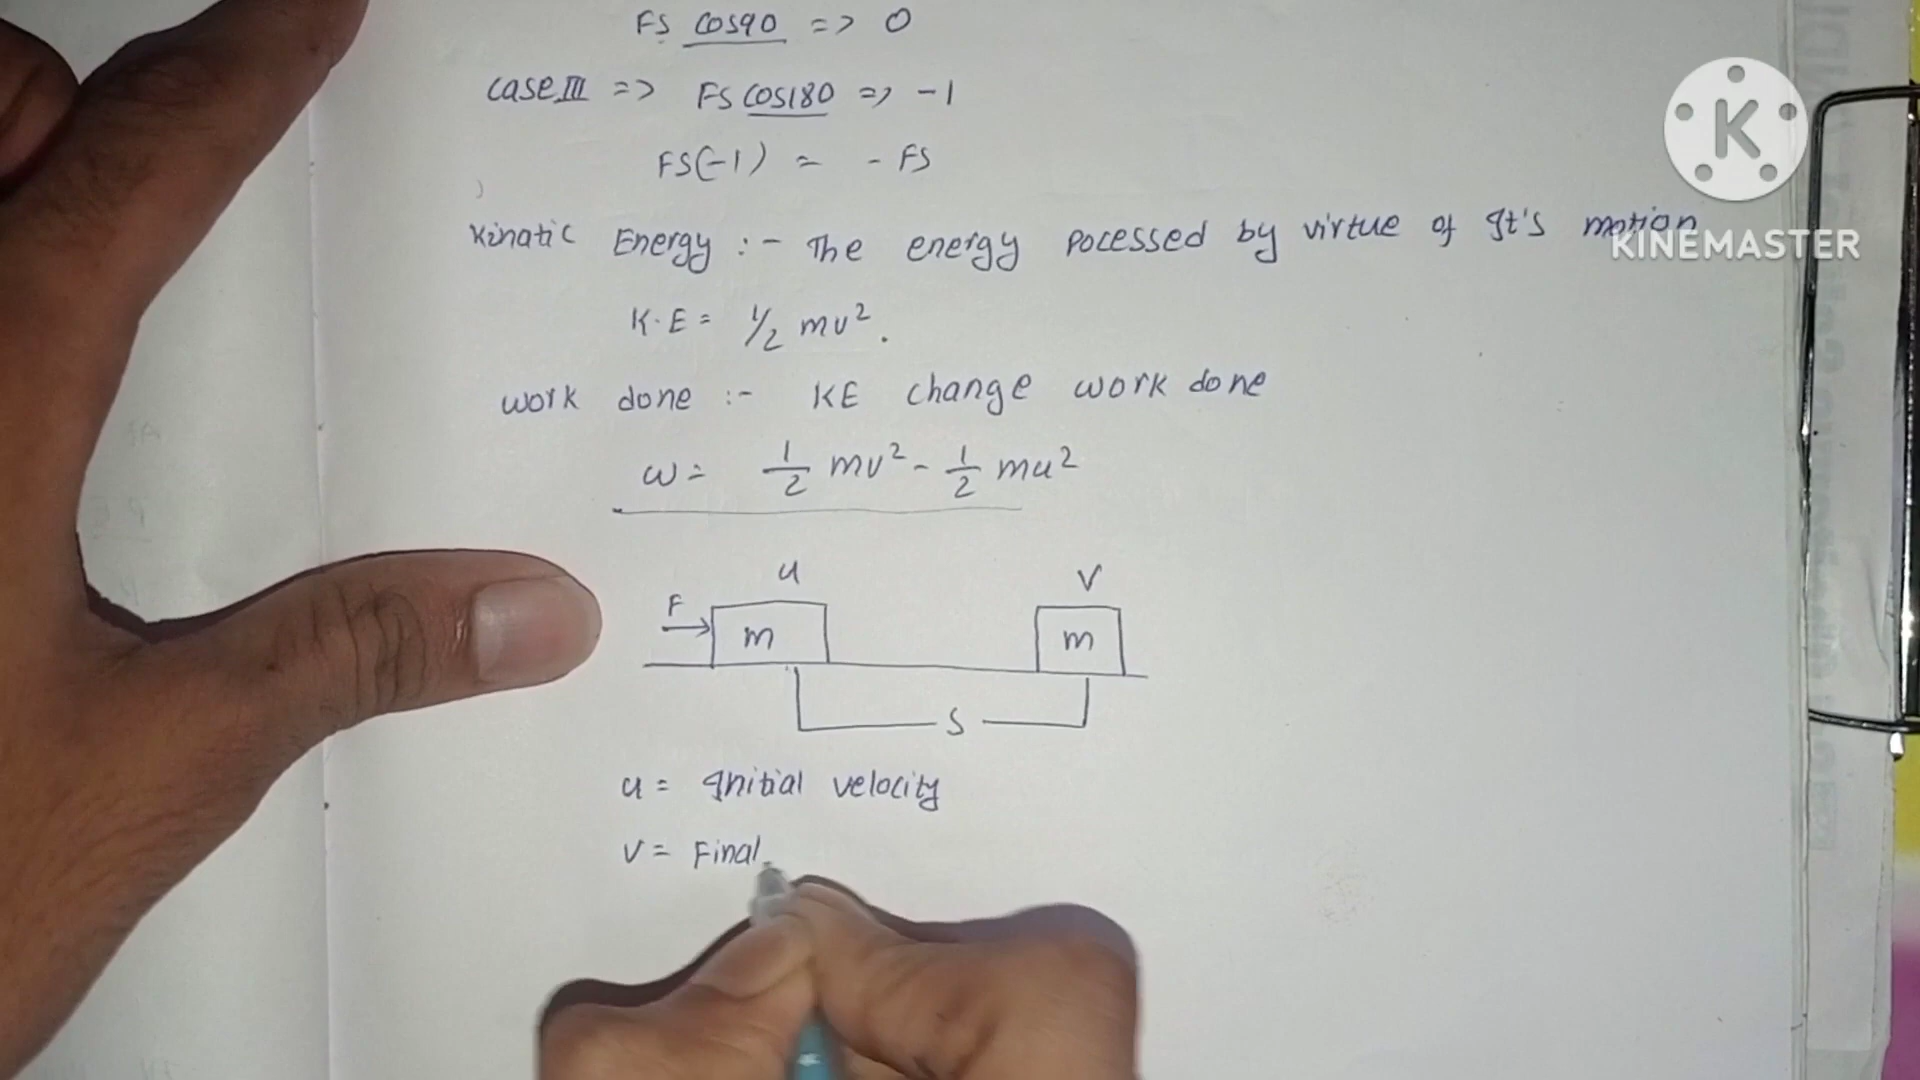 FS cos90 => 0
Case III => FS cos180 => -1
FS(-1) = - FS
Kinatic Energy :- The energy Pocessed by virtue of It's motion
K.E = 1/2 mv².
work done :- KE change work done
W = 1/2 mv² - 1/2 mu²
u V
F
m m
S
u = Initial velocity
V = Final
K
KINEMASTER